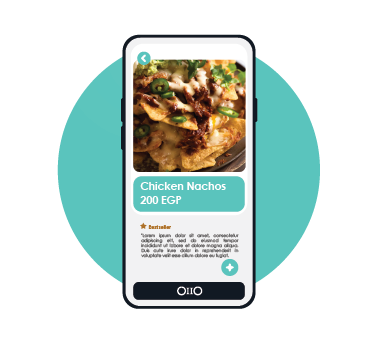 Chicken Nachos
200 EGP
Bestseller
"Lorem ipsum dolor sit amet, consectetur
adipiscing elit, sed do eiusmod tempor
incididunt ut labore et dolore magna aliqua.
Duis aute irure dolor in reprehenderit in
voluptate velit esse cillum dolore eu fugiat.
OIIO